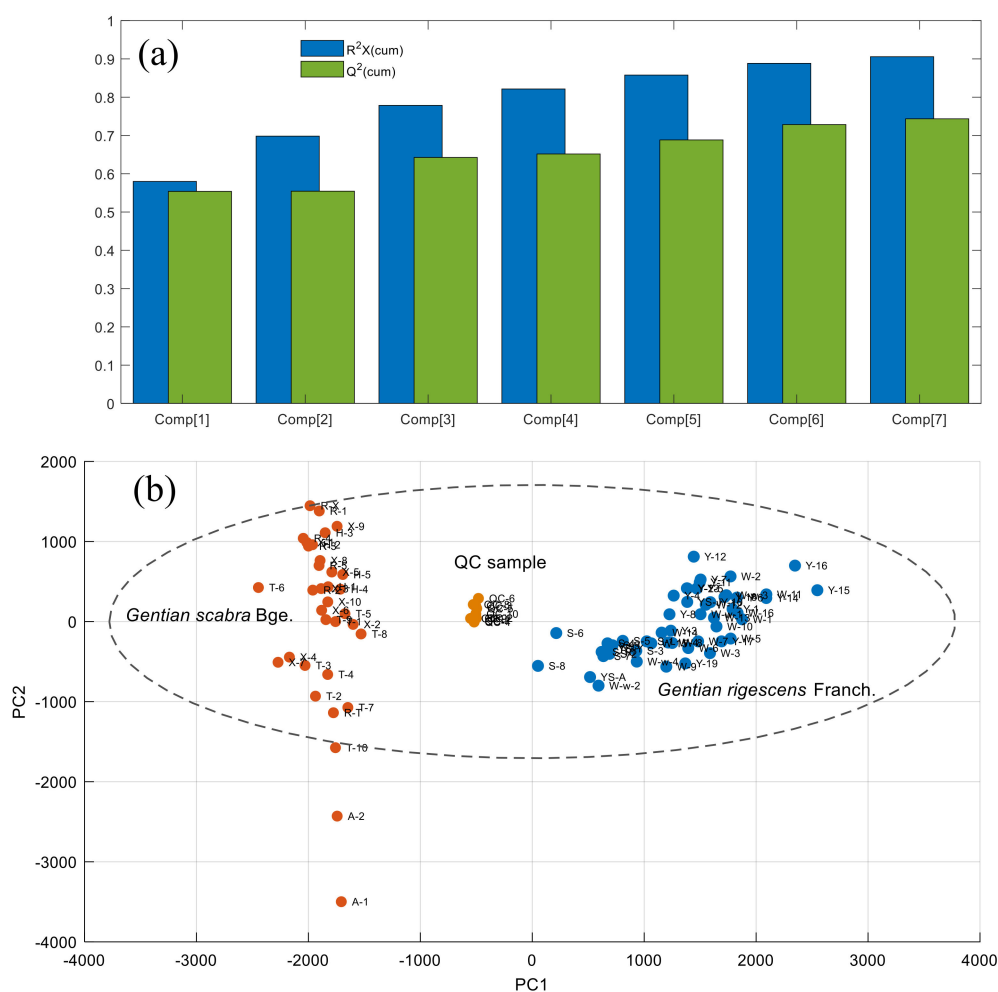 (a)
R²X(cum)
Q²(cum)
1
0.9
0.8
0.7
0.6
0.5
0.4
0.3
0.2
0.1
0
Comp[1] Comp[2] Comp[3] Comp[4] Comp[5] Comp[6] Comp[7]
(b)
2000
1000
0
-1000
-2000
-3000
-4000
PC2
R-X
R-1
X-9
H-3
X-8
R-5
X-5
H-5
T-6
H-4
X-10
X-6
T-5
X-2
T-8
X-4
T-3
T-4
T-2
T-7
R-T
T-10
A-2
A-1
Gentian scabra Bge.
QC sample
QC-6
Y-12
Y-16
W-2
Y-15
W-11
Y-14
Y-8
W-16
W-1
W-10
S-6
W-5
Y-17
S-3
W-3
S-8
W-w-4
W-9
Y-19
YS-A
W-w-2
Gentian rigescens Franch.
-4000 -3000 -2000 -1000 0 1000 2000 3000 4000
PC1